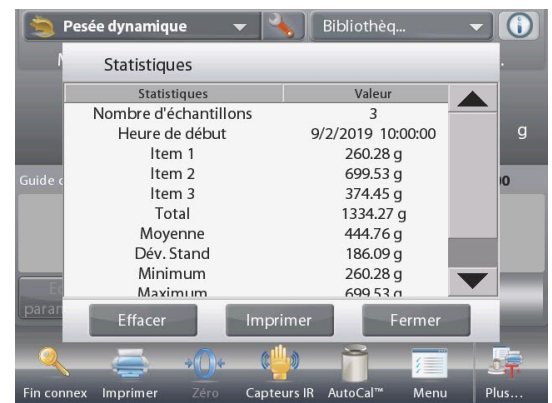 Pesée dynamique
Bibliothèq...
Statistiques
Statistiques Valeur
Nombre d'échantillons 3
Heure de début 9/2/2019 10:00:00
Item 1 260.28 g
Item 2 699.53 g
Item 3 374.45 g
Total 1334.27 g
Moyenne 444.76 g
Dév. Stand 186.09 g
Minimum 260.28 g
Maximum 699.53 g
g
Guide
Effacer Imprimer Fermer
Fin connex Imprimer Zéro Capteurs IR AutoCal™ Menu Plus...